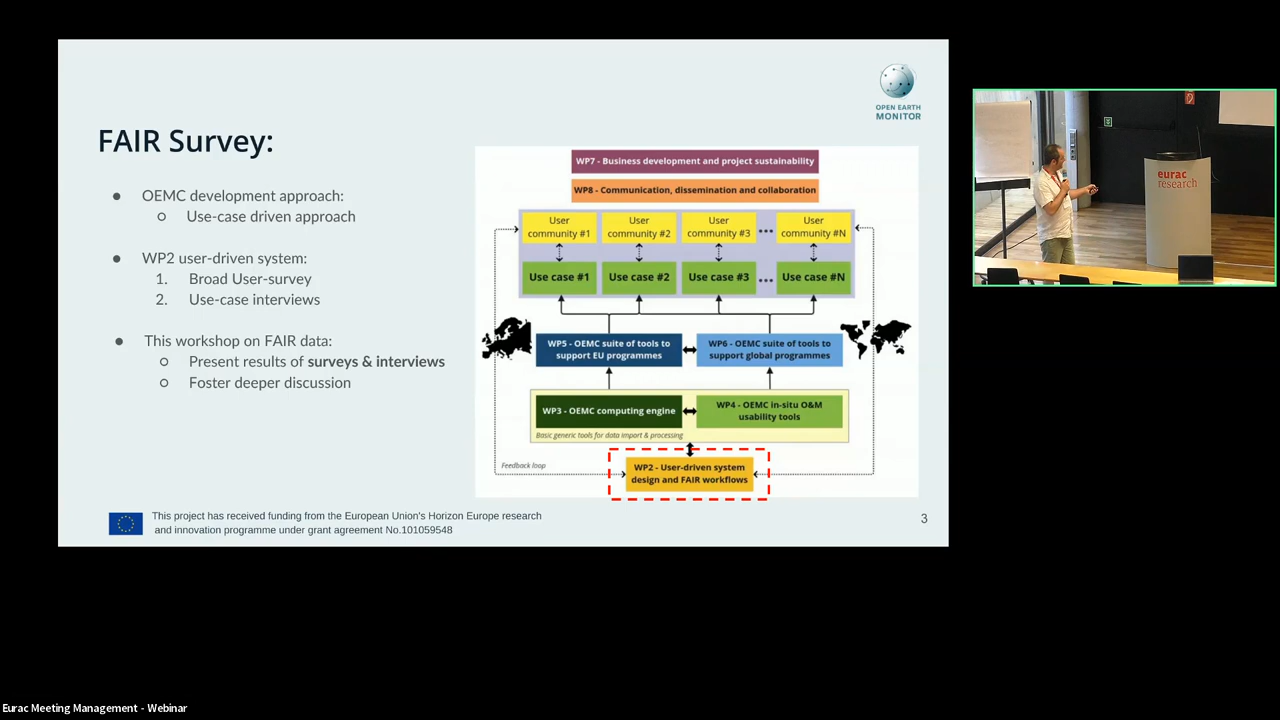 OPEN EARTH
MONITOR
FAIR Survey:
OEMC development approach:
Use-case driven approach
WP2 user-driven system:
1. Broad User-survey
2. Use-case interviews
This workshop on FAIR data:
Present results of surveys & interviews
Foster deeper discussion
WP7 - Business development and project sustainability
WP8 - Communication, dissemination and collaboration
User
community #1
User
community #2
User
community #3
...
User
community #N
Use case #1
Use case #2
Use case #3
...
Use case #N
WP5 - OEMC suite of tools to
support EU programmes
WP6 - OEMC suite of tools to
support global programmes
WP3 - OEMC computing engine
WP4 - OEMC in-situ O&M
usability tools
Basic generic tools for data import & processing
Feedback loop
WP2 - User-driven system
design and FAIR workflows
This project has received funding from the European Union's Horizon Europe research
and innovation programme under grant agreement No.101059548
3
eurac
research
Eurac Meeting Management - Webinar